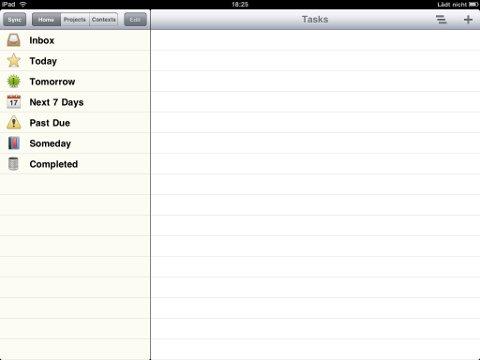 iPad 18:25 Lädt nicht
Sync Home Projects Contexts Edit Tasks
Inbox
Today
Tomorrow
17 Next 7 Days
Past Due
Someday
Completed